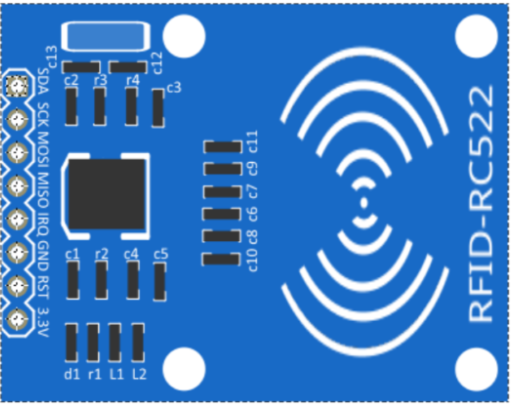 c13
c12
c2 r3 r4 c3
SDA
SCK
MOSI
MISO
IRQ
GND
RST
3.3V
c11
c9
c7
c6
c8
c10
c1 r2 c4 c5
d1 r1 L1 L2
RFID-RC522